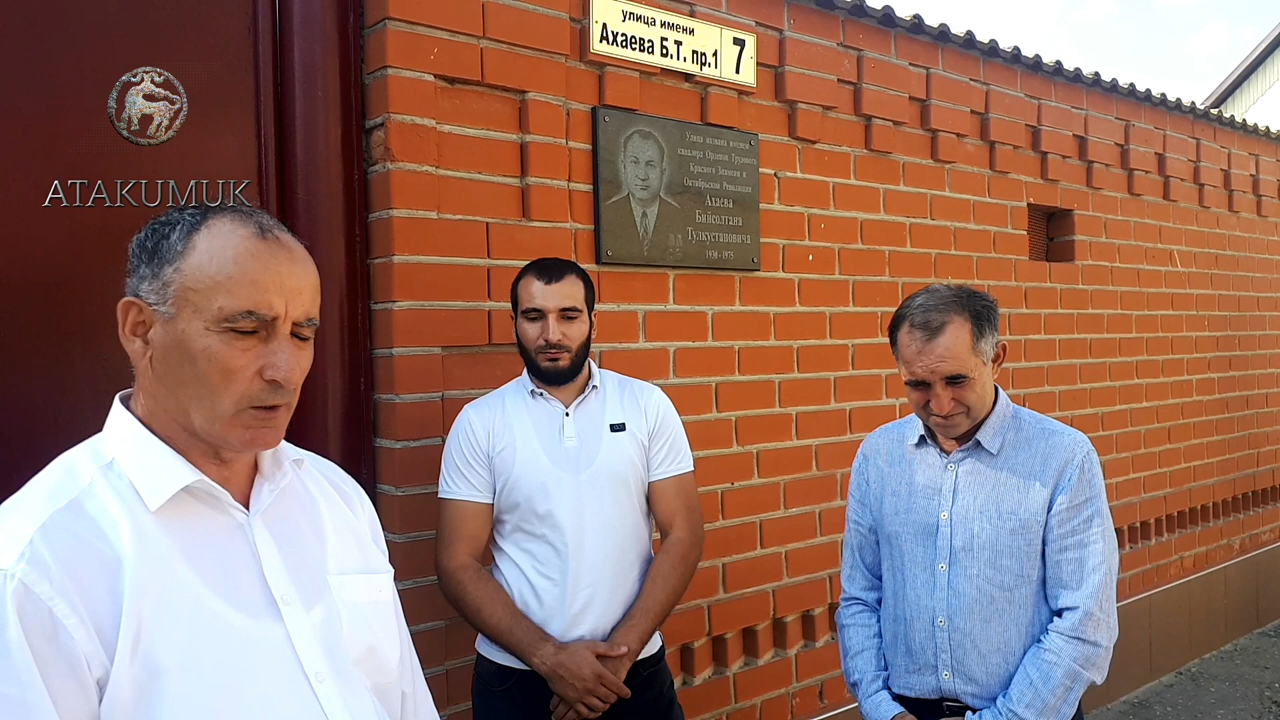 улица имени
Ахаева Б.Т. пр.1 7
ATAKUMUK
Улица названа именем
кавалера Орденов Трудового
Красного Знамени и
Октябрьской Революции
Ахаева
Бийсолтана
Тулкустановича
1930 - 1975